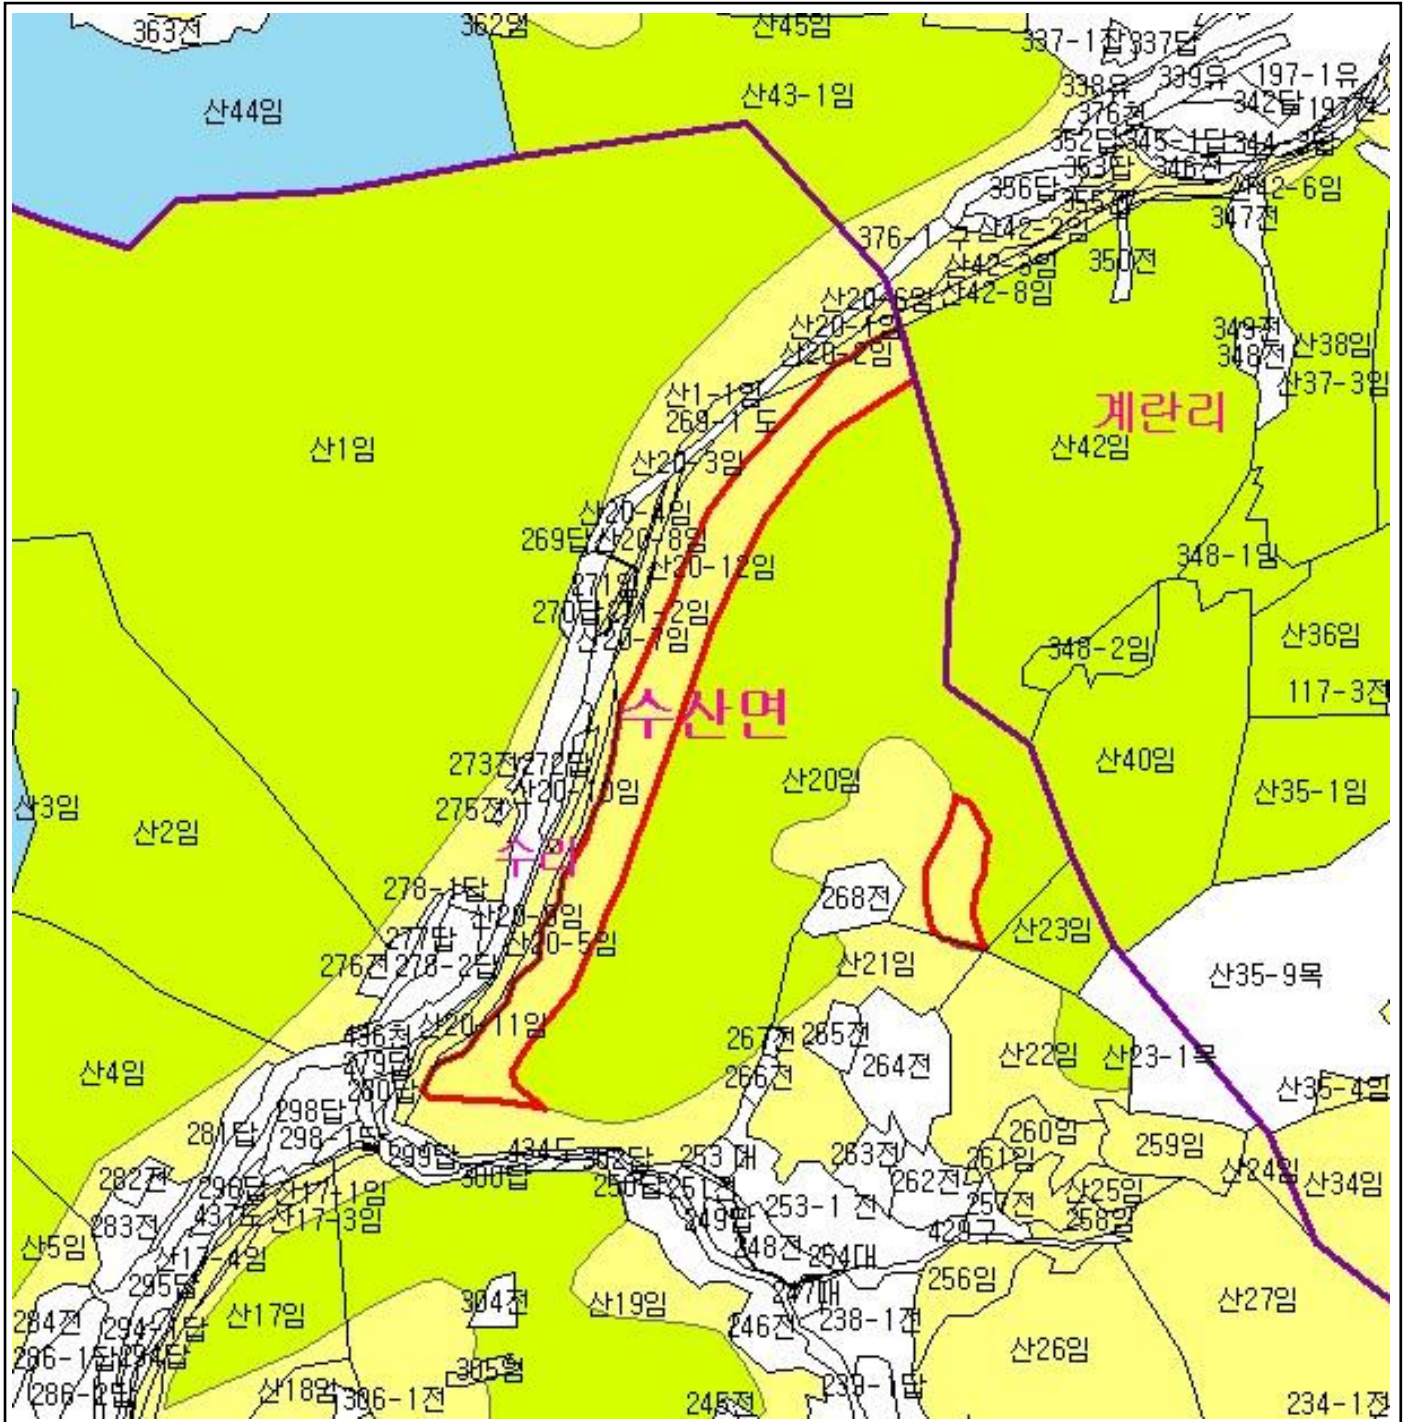 363전
362임
산45임
337-1잡
337답
산44임
산43-1임
338유
339유
197-1유
342답
376천
352답
345-1답
353답
346전
356답
산42-6임
347전
376-1 구
산42-2임
산42-3임
350전
산42-8임
산20-6임
산20-1임
산20-2임
349전
348전
산38임
산37-3임
산1-1임
269-1 도
계란리
산1임
산42임
산20-3임
산20-4임
269답
산20-8임
산20-12임
348-1임
271임
270답
271-2임
산20-7임
산36임
348-2임
117-3전
수산면
273전
272답
산20임
산40임
275전
산20-10임
산35-1임
산3임
산2임
수리
278-1답
268전
산20-9임
277답
산20-5임
산23임
276전
278-2답
산21임
산35-9목
436천
산20-11임
267전
265전
279답
264전
산22임
산23-1목
산4임
280답
266전
산35-4임
298답
281답
298-1답
299답
434도
253 대
263전
260임
259임
261임
282전
296답
산17-1임
300답
250답
251전
262전
산25임
산24임
산34임
283전
437도
산17-3임
249답
253-1 전
257전
258임
429구
산5임
산17-4임
248전
254대
295답
247대
256임
산27임
284전
294-1답
산17임
304전
산19임
246전
238-1전
286-1답
294답
305임
산26임
286-2답
산18임
306-1전
245전
239-1답
234-1전